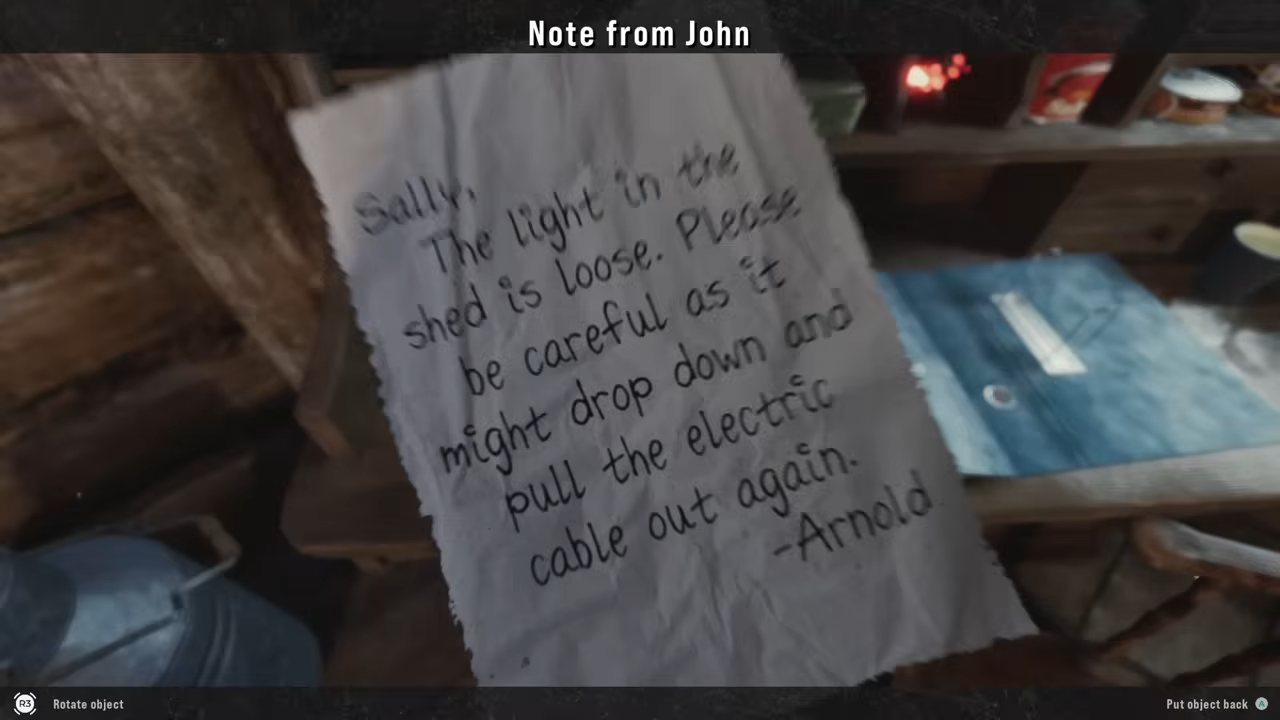 Note from John
Sally,
The light in the
shed is loose. Please
be careful as it
might drop down and
pull the electric
cable out again.
-Arnold
R3 Rotate object
Put object back A